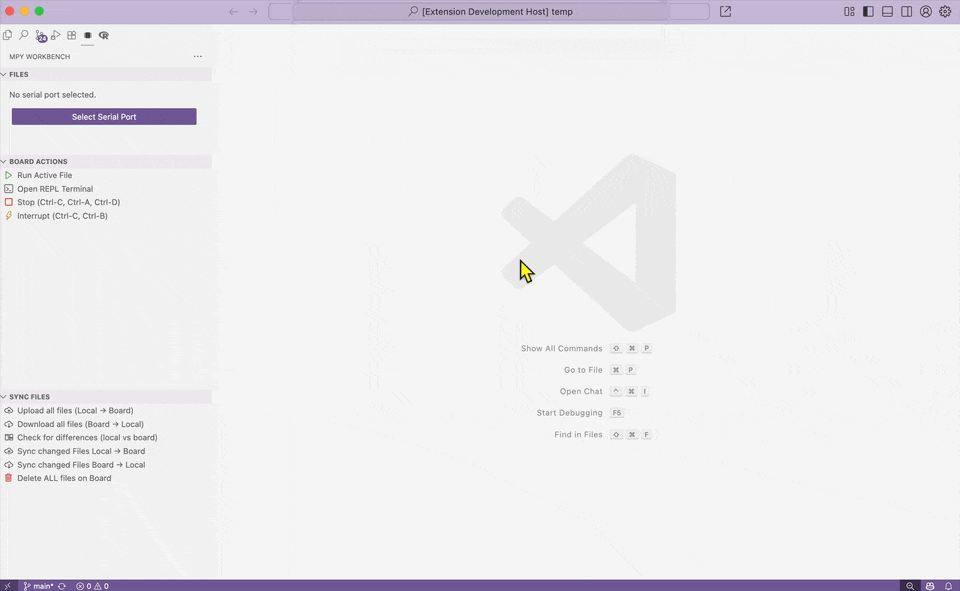 [Extension Development Host] temp
24
MPY WORKBENCH
FILES
No serial port selected.
Select Serial Port
BOARD ACTIONS
Run Active File
Open REPL Terminal
Stop (Ctrl-C, Ctrl-A, Ctrl-D)
Interrupt (Ctrl-C, Ctrl-B)
Show All Commands ⇧ ⌘ P
Go to File ⌘ P
Open Chat ^ ⌘ I
Start Debugging F5
Find in Files ⇧ ⌘ F
SYNC FILES
Upload all files (Local → Board)
Download all files (Board → Local)
Check for differences (local vs board)
Sync changed Files Local → Board
Sync changed Files Board → Local
Delete ALL files on Board
main* 0 0